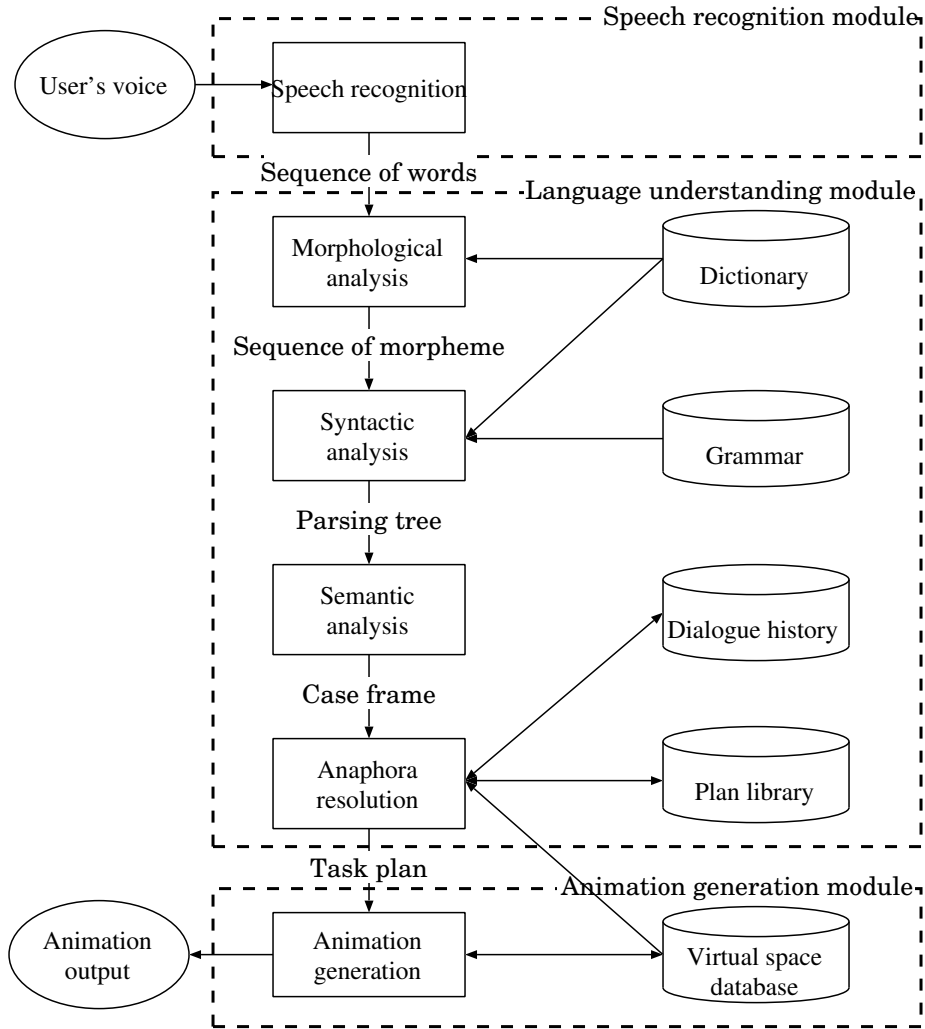 Speech recognition module
User's voice
Speech recognition
Sequence of words
Language understanding module
Morphological
analysis
Dictionary
Sequence of morpheme
Syntactic
analysis
Grammar
Parsing tree
Semantic
analysis
Dialogue history
Case frame
Anaphora
resolution
Plan library
Task plan
Animation generation module
Animation
output
Animation
generation
Virtual space
database